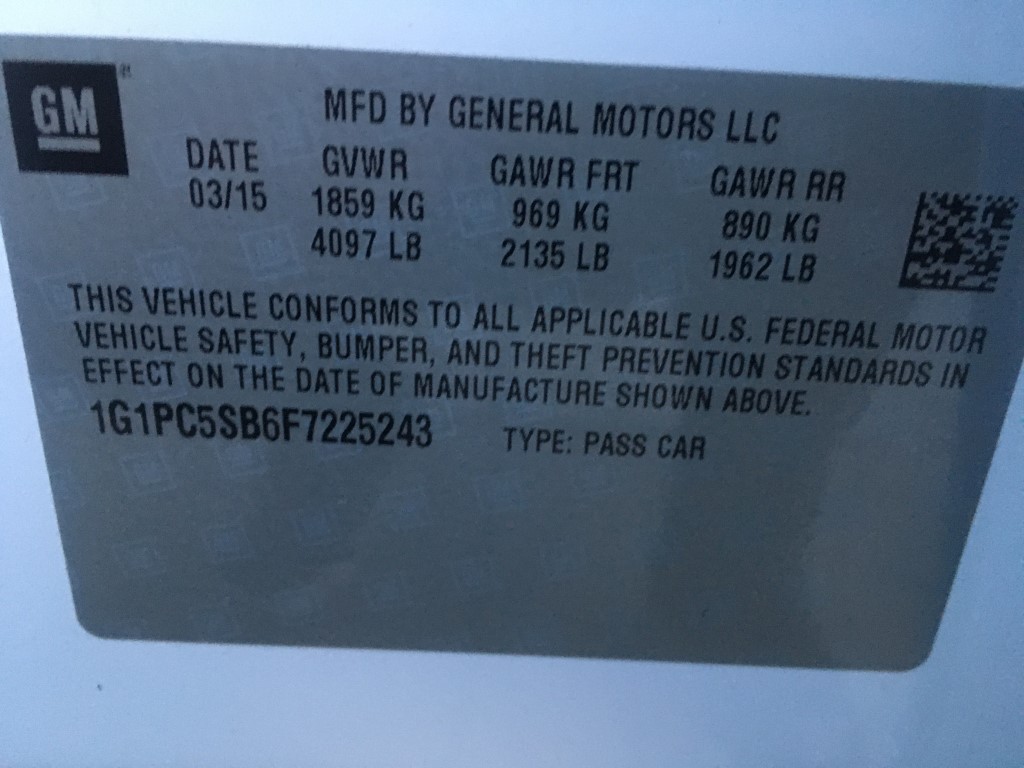 GM®
MFD BY GENERAL MOTORS LLC
DATE GVWR GAWR FRT GAWR RR
03/15 1859 KG 969 KG 890 KG
4097 LB 2135 LB 1962 LB
THIS VEHICLE CONFORMS TO ALL APPLICABLE U.S. FEDERAL MOTOR
VEHICLE SAFETY, BUMPER, AND THEFT PREVENTION STANDARDS IN
EFFECT ON THE DATE OF MANUFACTURE SHOWN ABOVE.
1G1PC5SB6F7225243 TYPE: PASS CAR